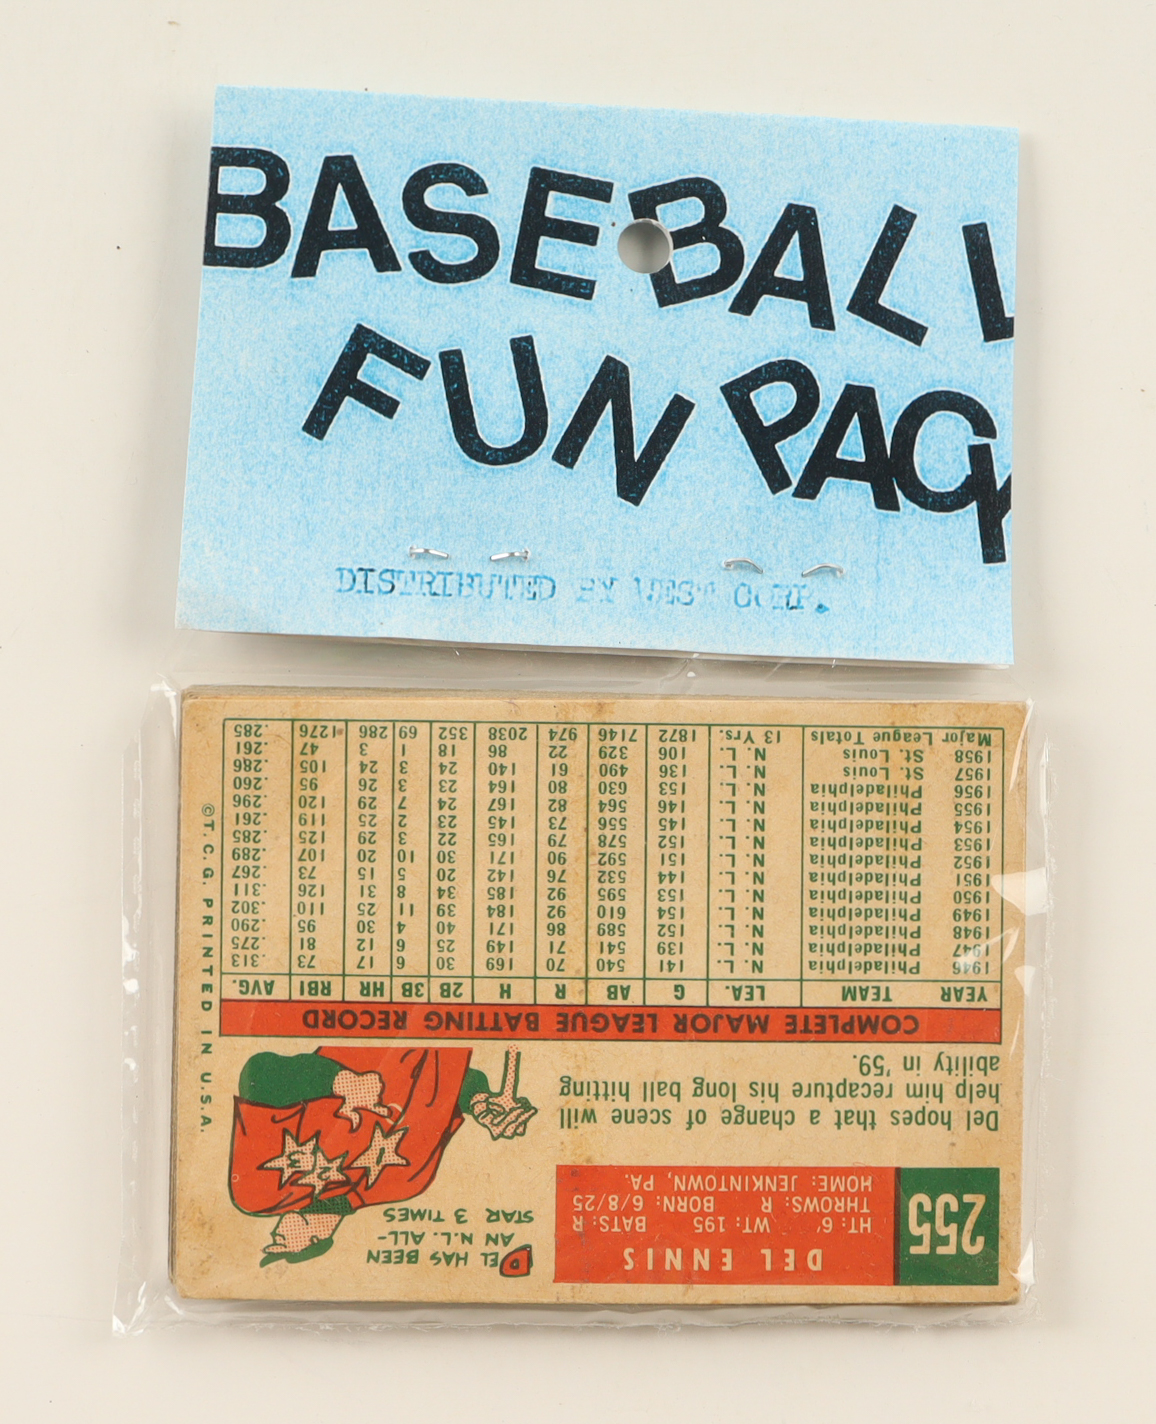 BASEBALL
FUN PACK
DISTRIBUTED BY WEST CORP.
255
DEL ENNIS
HT: 6' WT: 195 BATS: R
THROWS: R BORN: 6/8/25
HOME: JENKINTOWN, PA.
DEL HAS BEEN
AN N.L. ALL-
STAR 3 TIMES
Del hopes that a change of scene will
help him recapture his long ball hitting
ability in '59.
COMPLETE MAJOR LEAGUE BATTING RECORD
YEAR TEAM LEA. G AB R H 2B 3B HR RBI AVG.
1946 Philadelphia N. L. 141 540 70 169 30 6 17 73 .313
1947 Philadelphia N. L. 139 541 71 149 25 6 12 81 .275
1948 Philadelphia N. L. 152 589 86 171 40 4 30 95 .290
1949 Philadelphia N. L. 154 610 92 184 39 11 25 110 .302
1950 Philadelphia N. L. 153 595 92 185 34 8 31 126 .311
1951 Philadelphia N. L. 144 532 76 142 20 5 15 73 .267
1952 Philadelphia N. L. 151 592 90 171 30 10 20 107 .289
1953 Philadelphia N. L. 152 578 79 165 22 3 29 125 .285
1954 Philadelphia N. L. 145 556 73 145 23 2 25 119 .261
1955 Philadelphia N. L. 146 564 82 167 24 7 29 120 .296
1956 Philadelphia N. L. 153 630 80 164 23 3 26 95 .260
1957 St. Louis N. L. 136 490 61 140 24 3 24 105 .286
1958 St. Louis N. L. 106 329 22 86 18 1 3 47 .261
Major League Totals 13 Yrs. 1872 7146 974 2038 352 69 286 1276 .285
©T.C.G. PRINTED IN U.S.A.